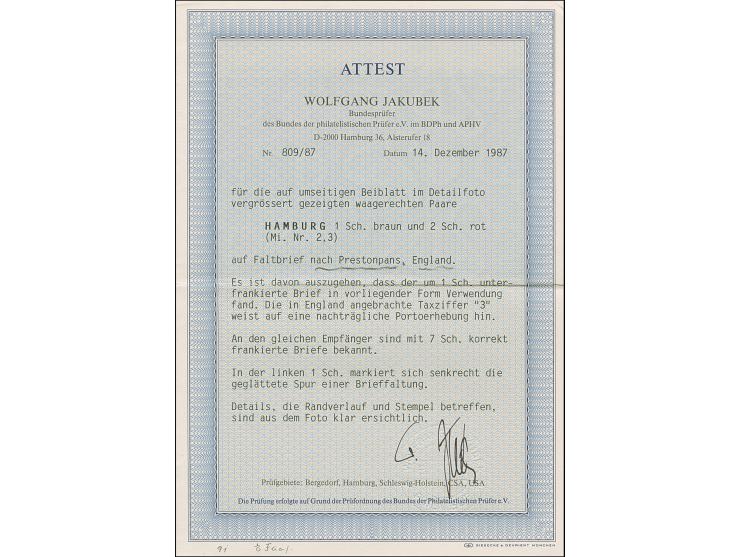 ATTEST
WOLFGANG JAKUBEK
Bundesprüfer
des Bundes der philatelistischen Prüfer e.V. im BDPh und APHV
D-2000 Hamburg 36, Alsterufer 18
Nr. 809/87 Datum 14. Dezember 1987
für die auf umseitigen Beiblatt im Detailfoto
vergrössert gezeigten waagerechten Paare
HAMBURG 1 Sch. braun und 2 Sch. rot
(Mi. Nr. 2,3)
auf Faltbrief nach Prestonpans, England.
Es ist davon auszugehen, dass der um 1 Sch. unter-
frankierte Brief in vorliegender Form Verwendung
fand. Die in England angebrachte Taxziffer "3"
weist auf eine nachträgliche Portoerhebung hin.
An den gleichen Empfänger sind mit 7 Sch. korrekt
frankierte Briefe bekannt.
In der linken 1 Sch. markiert sich senkrecht die
geglättete Spur einer Brieffaltung.
Details, die Randverlauf und Stempel betreffen,
sind aus dem Foto klar ersichtlich.
Prüfgebiete: Bergedorf, Hamburg, Schleswig-Holstein, CSA, USA
Die Prüfung erfolgte auf Grund der Prüfordnung des Bundes der Philatelistischen Prüfer e.V.
GIESECKE & DEVRIENT MÜNCHEN